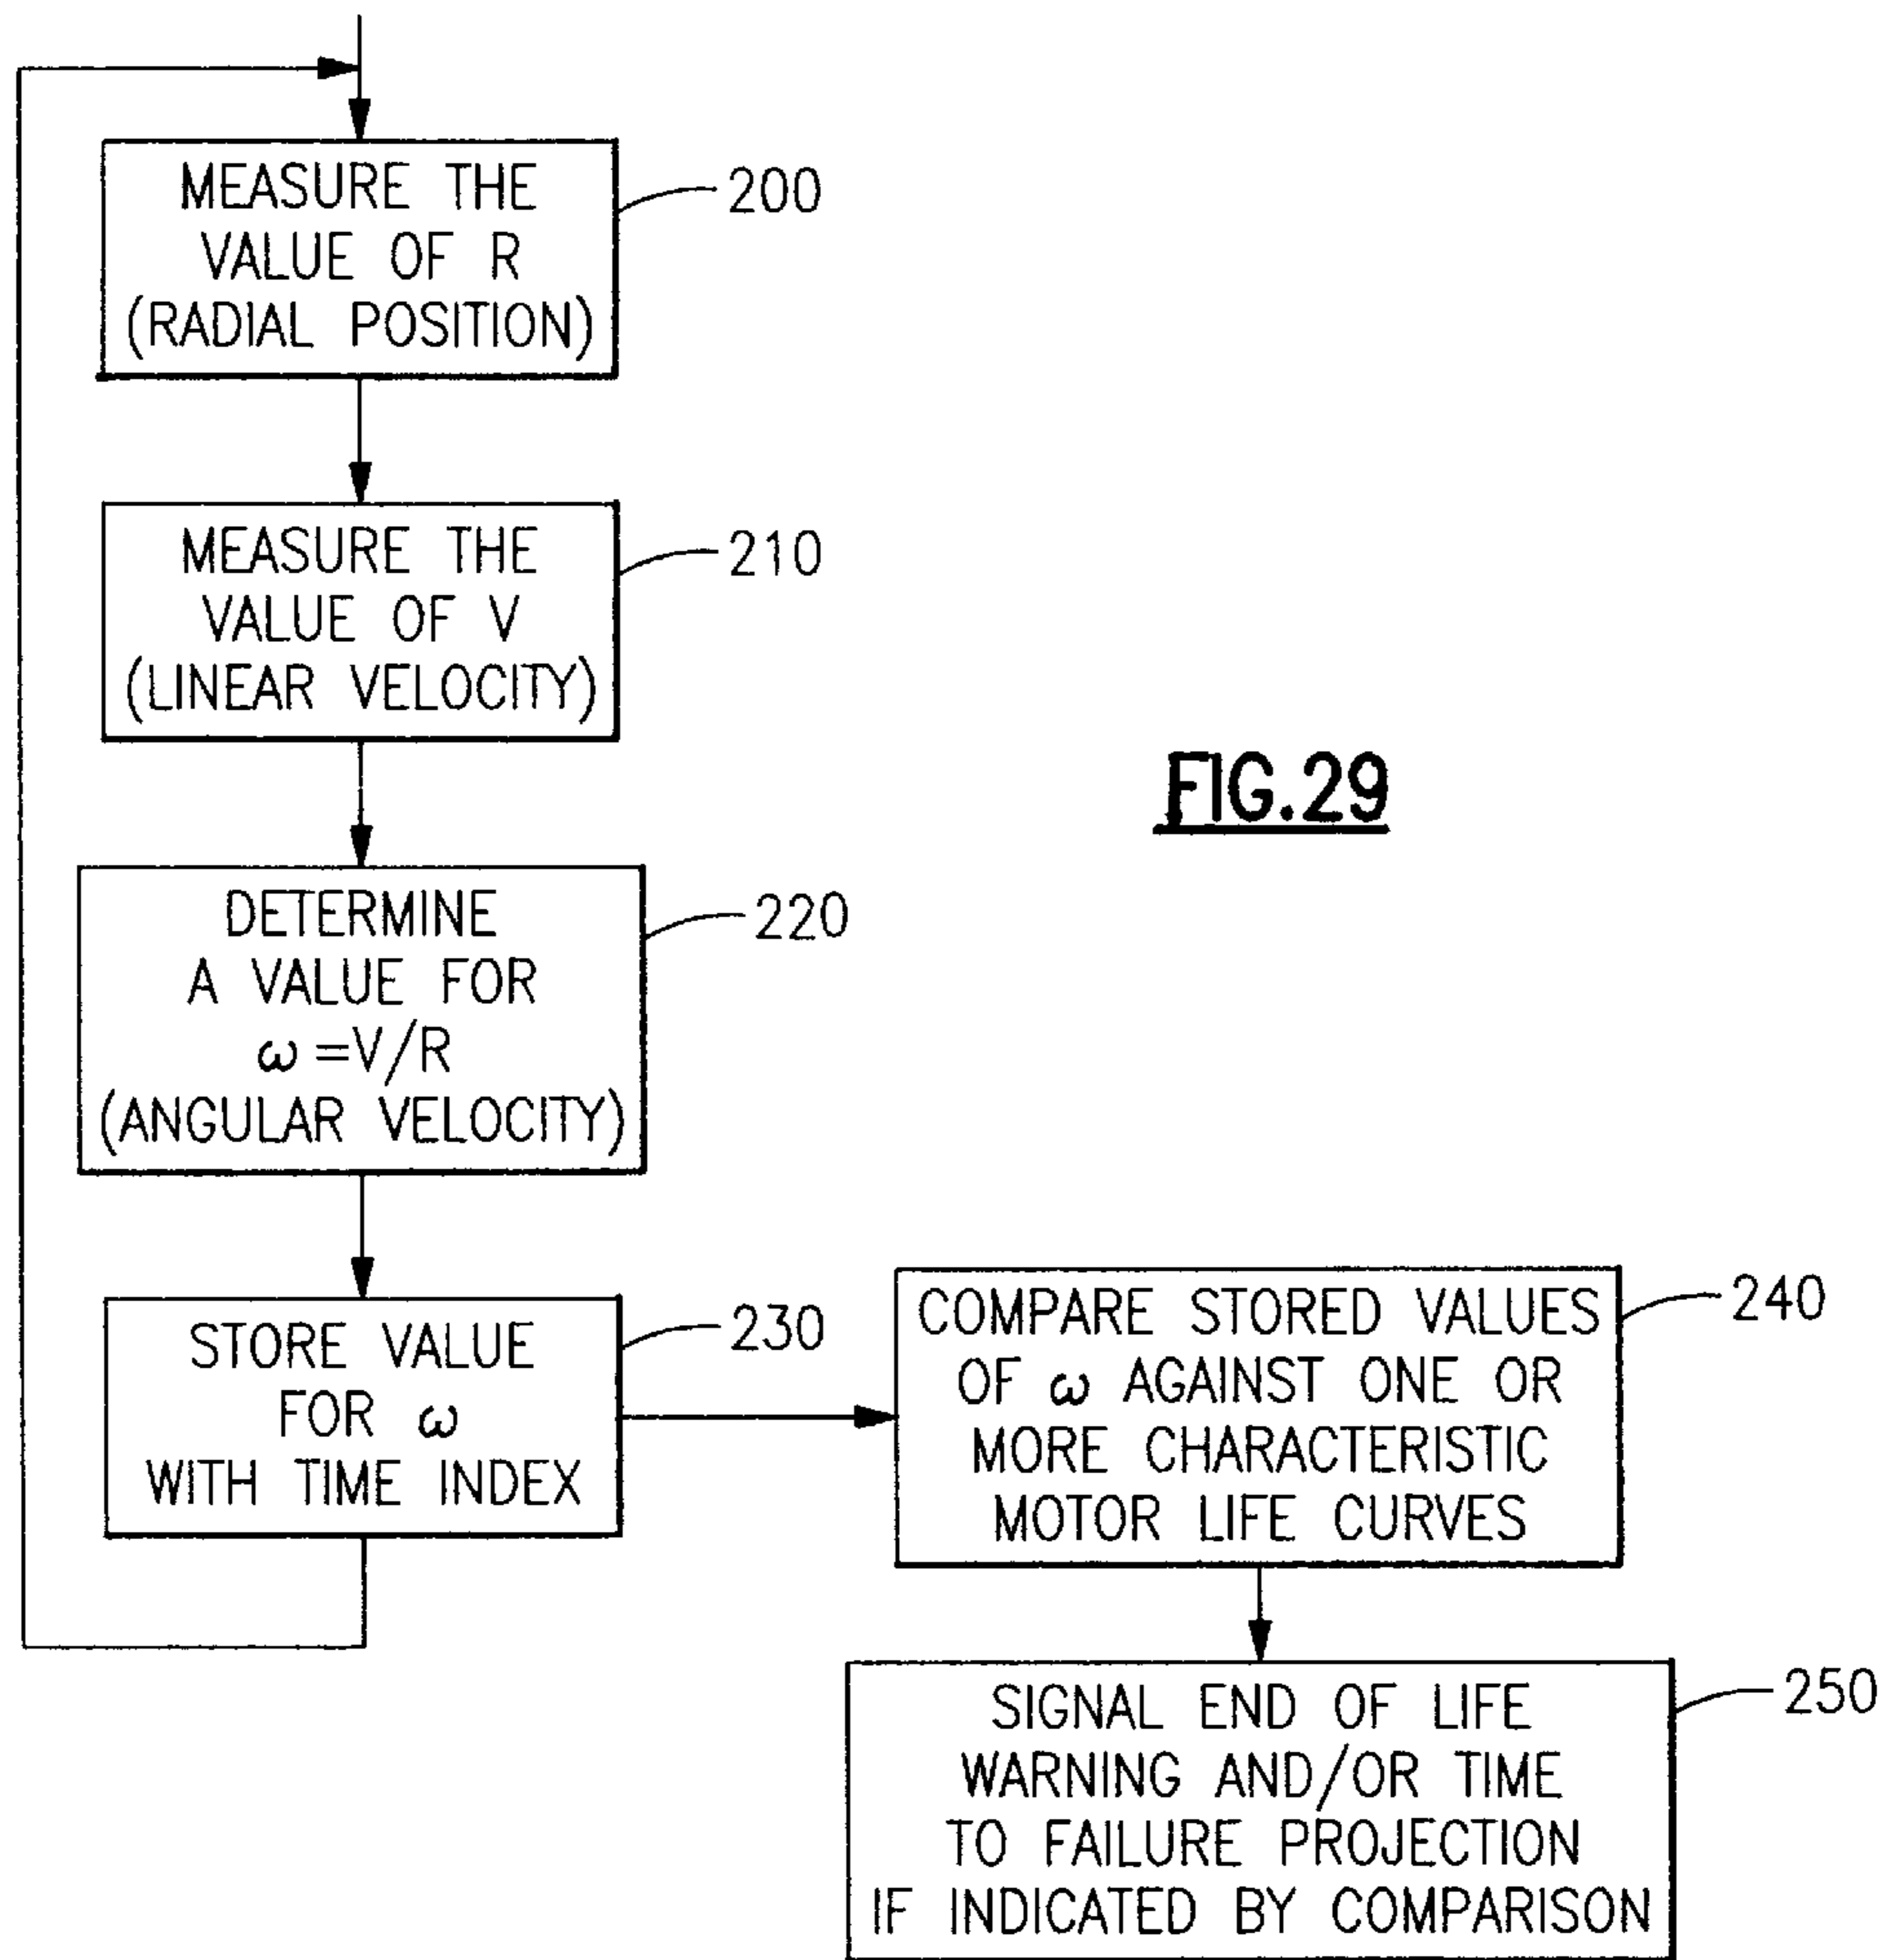 MEASURE THE
VALUE OF R
(RADIAL POSITION)
200
MEASURE THE
VALUE OF V
(LINEAR VELOCITY)
210
FIG.29
DETERMINE
A VALUE FOR
ω=V/R
(ANGULAR VELOCITY)
220
STORE VALUE
FOR ω
WITH TIME INDEX
230
COMPARE STORED VALUES
OF ω AGAINST ONE OR
MORE CHARACTERISTIC
MOTOR LIFE CURVES
240
SIGNAL END OF LIFE
WARNING AND/OR TIME
TO FAILURE PROJECTION
IF INDICATED BY COMPARISON
250